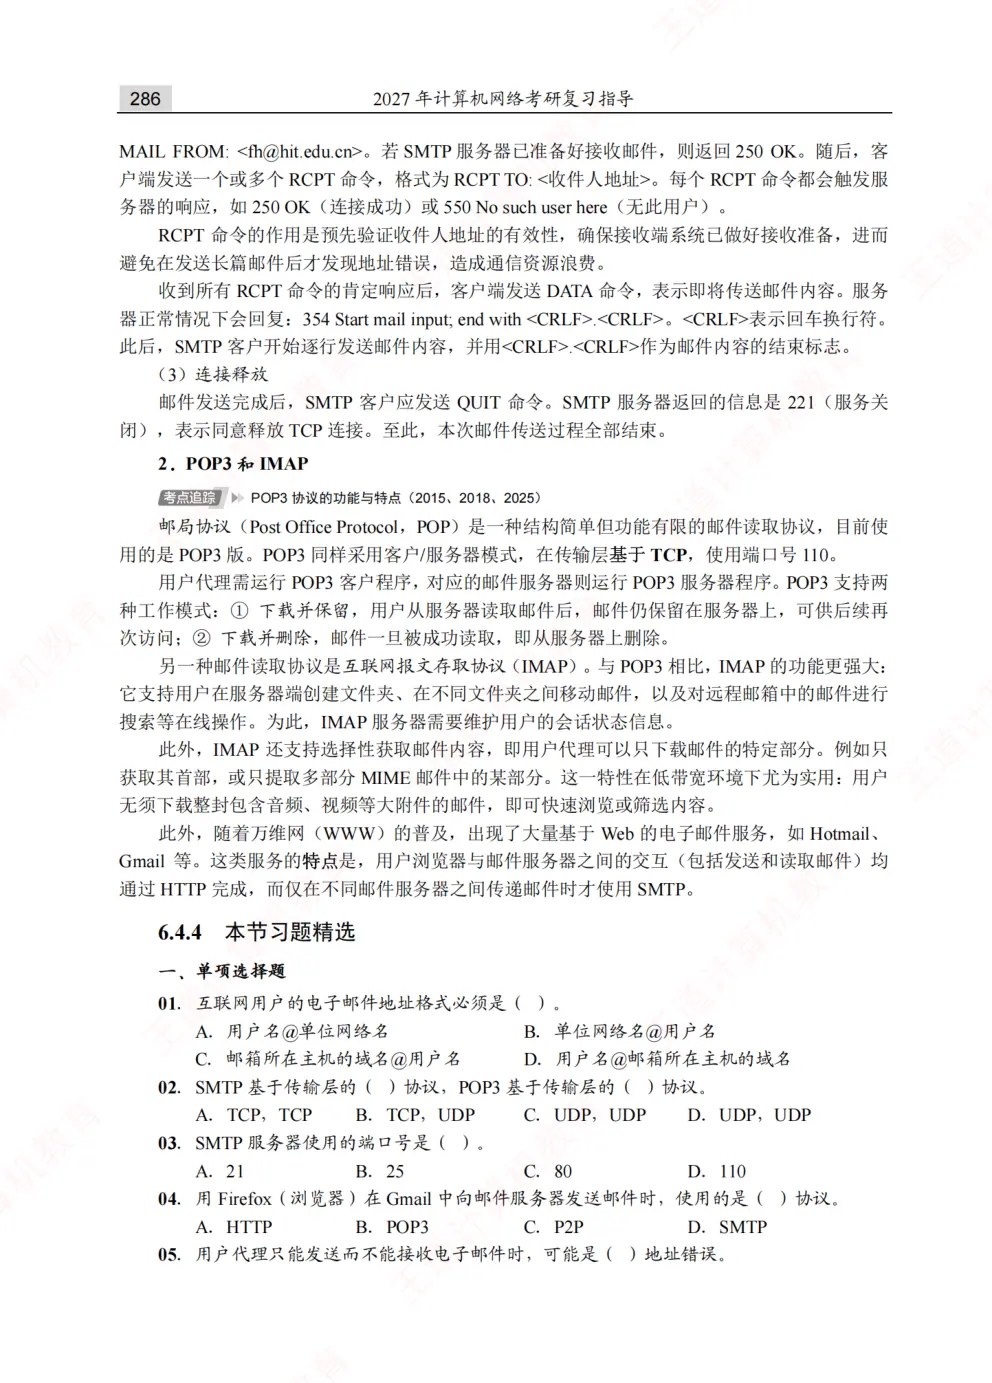 286
2027 年计算机网络考研复习指导
MAIL FROM: <fh@hit.edu.cn>。若 SMTP 服务器已准备好接收邮件，则返回 250 OK。随后，客
户端发送一个或多个 RCPT 命令，格式为 RCPT TO: <收件人地址>。每个 RCPT 命令都会触发服
务器的响应，如 250 OK（连接成功）或 550 No such user here（无此用户）。
RCPT 命令的作用是预先验证收件人地址的有效性，确保接收端系统已做好接收准备，进而
避免在发送长篇邮件后才发现地址错误，造成通信资源浪费。
收到所有 RCPT 命令的肯定响应后，客户端发送 DATA 命令，表示即将传送邮件内容。服务
器正常情况下会回复：354 Start mail input; end with <CRLF>.<CRLF>。<CRLF>表示回车换行符。
此后，SMTP 客户开始逐行发送邮件内容，并用<CRLF>.<CRLF>作为邮件内容的结束标志。
（3）连接释放
邮件发送完成后，SMTP 客户应发送 QUIT 命令。SMTP 服务器返回的信息是 221（服务关
闭），表示同意释放 TCP 连接。至此，本次邮件传送过程全部结束。
2．POP3 和 IMAP
考点追踪 POP3 协议的功能与特点（2015、2018、2025）
邮局协议（Post Office Protocol，POP）是一种结构简单但功能有限的邮件读取协议，目前使
用的是 POP3 版。POP3 同样采用客户/服务器模式，在传输层基于 TCP，使用端口号 110。
用户代理需运行 POP3 客户程序，对应的邮件服务器则运行 POP3 服务器程序。POP3 支持两
种工作模式：① 下载并保留，用户从服务器读取邮件后，邮件仍保留在服务器上，可供后续再
次访问；② 下载并删除，邮件一旦被成功读取，即从服务器上删除。
另一种邮件读取协议是互联网报文存取协议（IMAP）。与 POP3 相比，IMAP 的功能更强大：
它支持用户在服务器端创建文件夹、在不同文件夹之间移动邮件，以及对远程邮箱中的邮件进行
搜索等在线操作。为此，IMAP 服务器需要维护用户的会话状态信息。
此外，IMAP 还支持选择性获取邮件内容，即用户代理可以只下载邮件的特定部分。例如只
获取其首部，或只提取多部分 MIME 邮件中的某部分。这一特性在低带宽环境下尤为实用：用户
无须下载整封包含音频、视频等大附件的邮件，即可快速浏览或筛选内容。
此外，随着万维网（WWW）的普及，出现了大量基于 Web 的电子邮件服务，如 Hotmail、
Gmail 等。这类服务的特点是，用户浏览器与邮件服务器之间的交互（包括发送和读取邮件）均
通过 HTTP 完成，而仅在不同邮件服务器之间传递邮件时才使用 SMTP。
6.4.4 本节习题精选
一、单项选择题
01. 互联网用户的电子邮件地址格式必须是（ ）。
A．用户名@单位网络名 B．单位网络名@用户名
C．邮箱所在主机的域名@用户名 D．用户名@邮箱所在主机的域名
02. SMTP 基于传输层的（ ）协议，POP3 基于传输层的（ ）协议。
A．TCP，TCP B．TCP，UDP C．UDP，UDP D．UDP，UDP
03. SMTP 服务器使用的端口号是（ ）。
A．21 B．25 C．80 D．110
04. 用 Firefox（浏览器）在 Gmail 中向邮件服务器发送邮件时，使用的是（ ）协议。
A．HTTP B．POP3 C．P2P D．SMTP
05. 用户代理只能发送而不能接收电子邮件时，可能是（ ）地址错误。